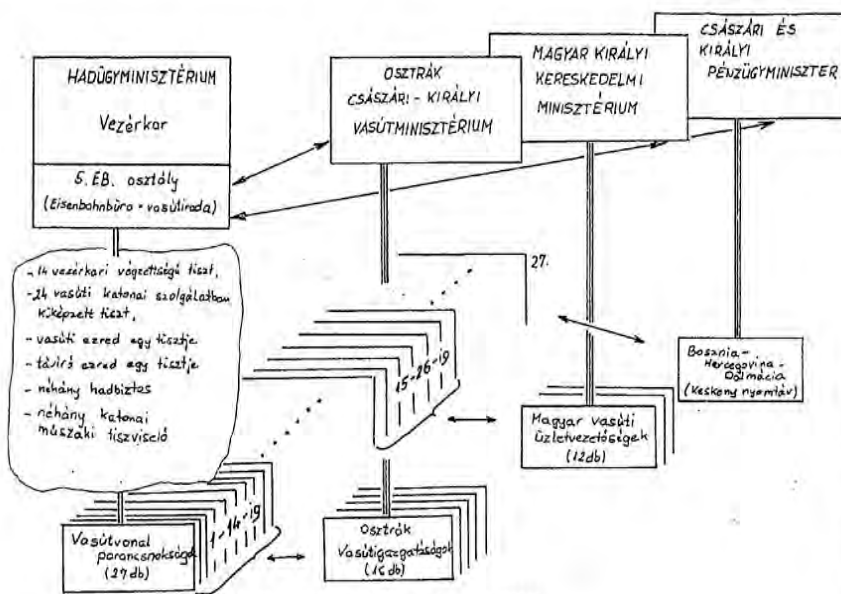 HADÜGYMINISZTÉRIUM
Vezérkar
5. EB. osztály
(Eisenbahnbüro = vasútiroda)
OSZTRÁK
CSÁSZÁRI - KIRÁLYI
VASÚTMINISZTÉRIUM
MAGYAR KIRÁLYI
KERESKEDELMI
MINISZTÉRIUM
CSÁSZÁRI ÉS
KIRÁLYI
PÉNZÜGYMINISZTER
- 14 vezérkari végzettségű tiszt,
- 24 vasúti katonai szolgálatban
kiképzett tiszt,
- vasúti ezred egy tisztje
- táviró ezred egy tisztje
- néhány hadbiztos
- néhány katonai
műszaki tisztviselő
27.
15-26-ig
1-14-ig
Bosznia-
Hercegovina-
Dalmácia
(Keskeny nyomtáv)
Magyar vasúti
üzletvezetőségek
(12db)
Vasútvonal
parancsnokságok
(27db)
Osztrák
Vasútigazgatóságok
(16db)